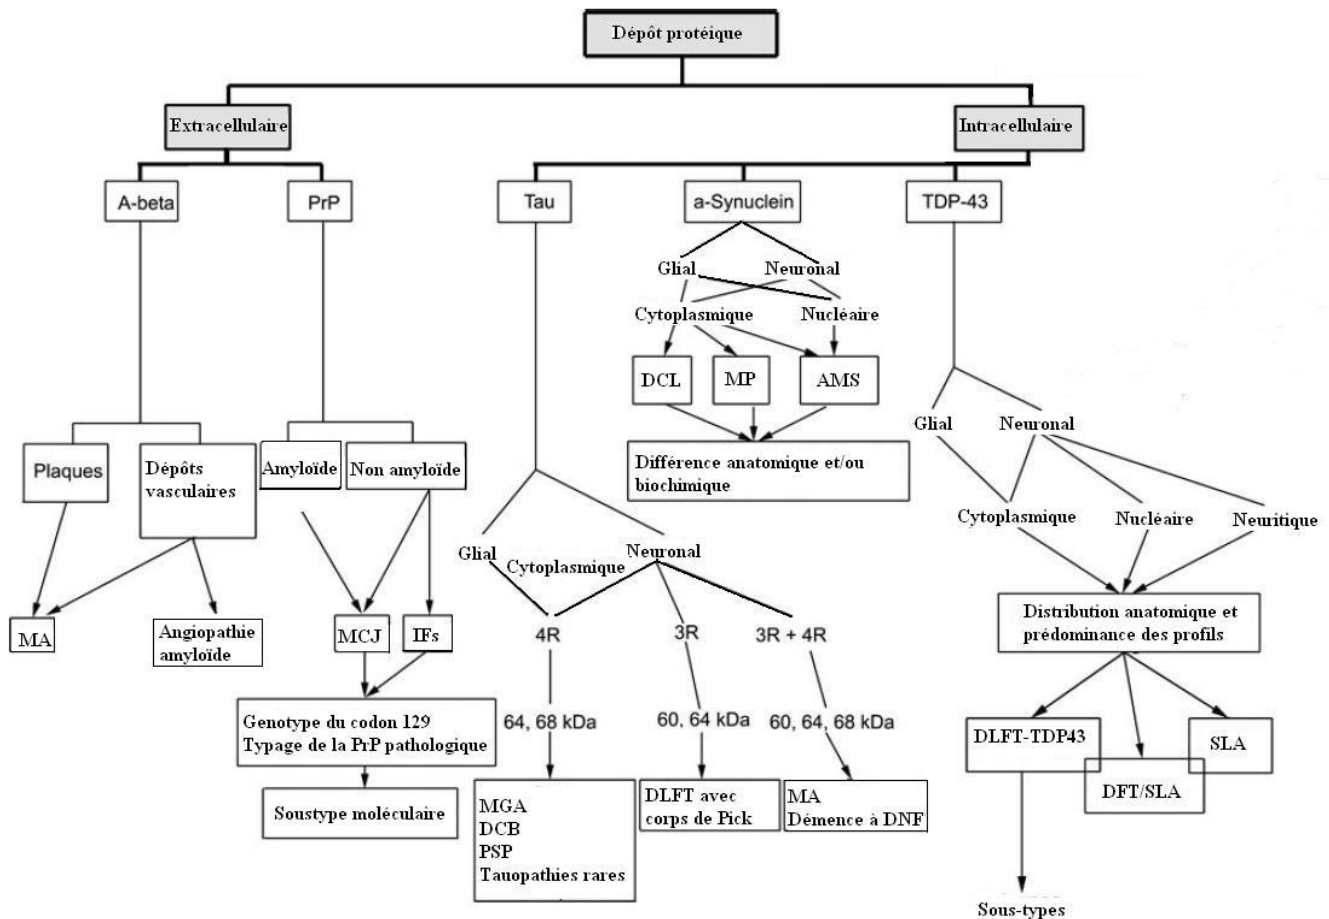 Dépôt protéique
Extracellulaire
Intracellulaire
A-beta
PrP
Tau
a-Synuclein
TDP-43
Glial
Neuronal
Cytoplasmique
Nucléaire
DCL
MP
AMS
Différence anatomique et/ou
biochimique
Plaques
Dépôts
vasculaires
Amyloïde
Non amyloïde
Glial
Neuronal
Cytoplasmique
Nucléaire
Neuritique
Glial
Cytoplasmique
Neuronal
MA
Angiopathie
amyloïde
MCJ
IFs
4R
3R
3R + 4R
Distribution anatomique et
prédominance des profils
Genotype du codon 129
Typage de la PrP pathologique
64, 68 kDa
60, 64 kDa
60, 64, 68 kDa
DLFT-TDP43
SLA
DFT/SLA
Soustype moléculaire
MGA
DCB
PSP
Tauopathies rares
DLFT avec
corps de Pick
MA
Démence à DNF
Sous-types